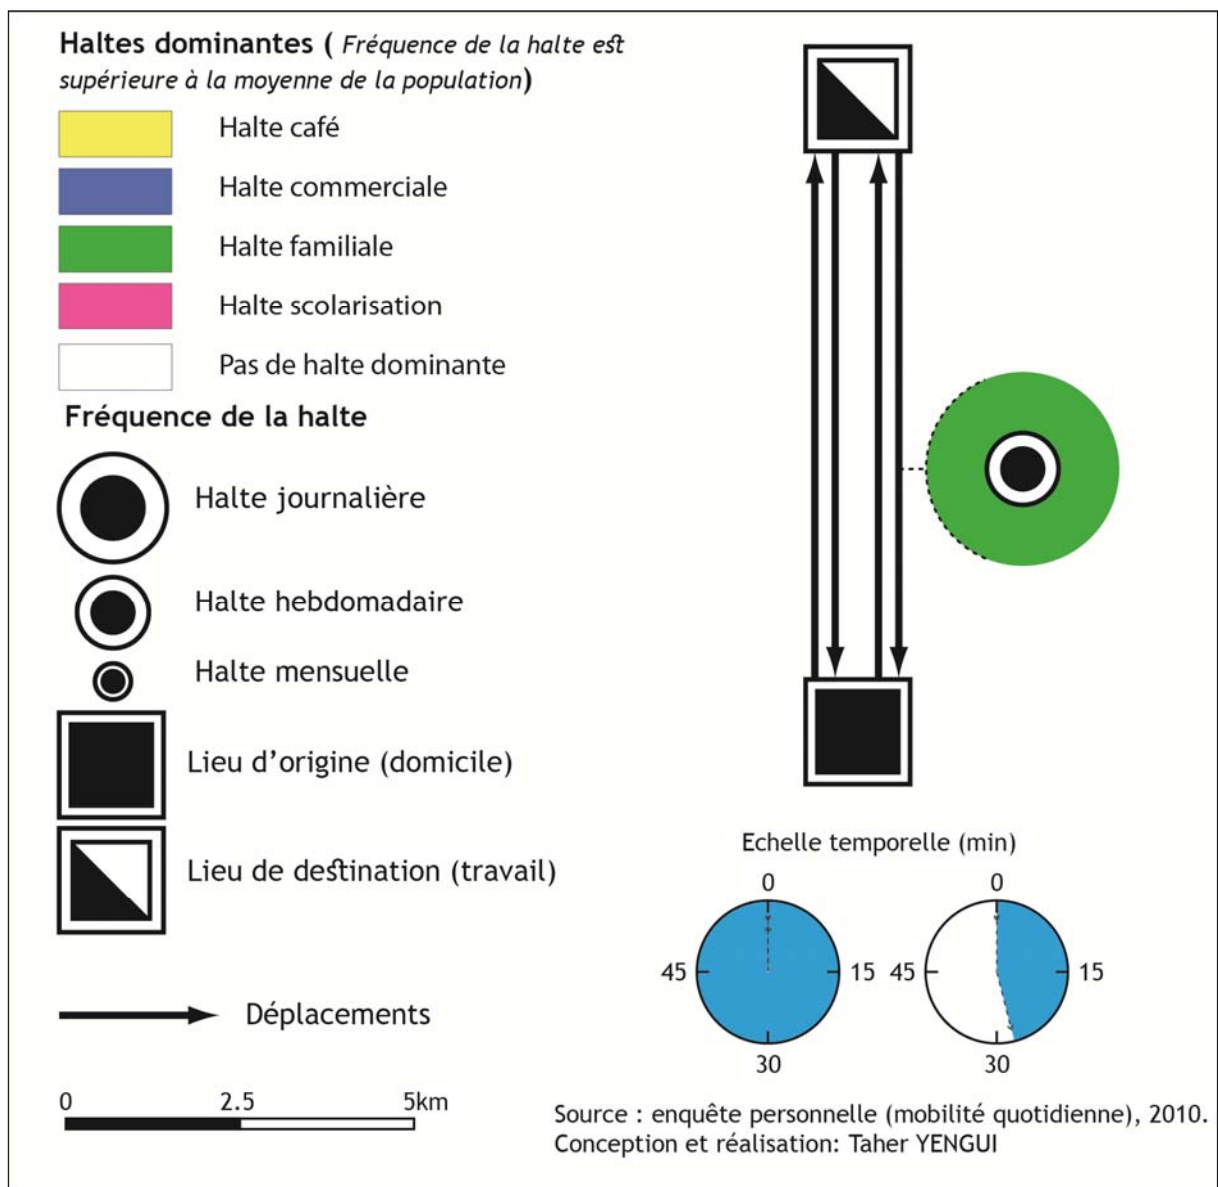 Haltes dominantes ( Fréquence de la halte est
supérieure à la moyenne de la population)
Halte café
Halte commerciale
Halte familiale
Halte scolarisation
Pas de halte dominante
Fréquence de la halte
Halte journalière
Halte hebdomadaire
Halte mensuelle
Lieu d'origine (domicile)
Lieu de destination (travail)
Déplacements
0 2.5 5km
Echelle temporelle (min)
0 0
45 15 45 15
30 30
Source : enquête personnelle (mobilité quotidienne), 2010.
Conception et réalisation: Taher YENGUI